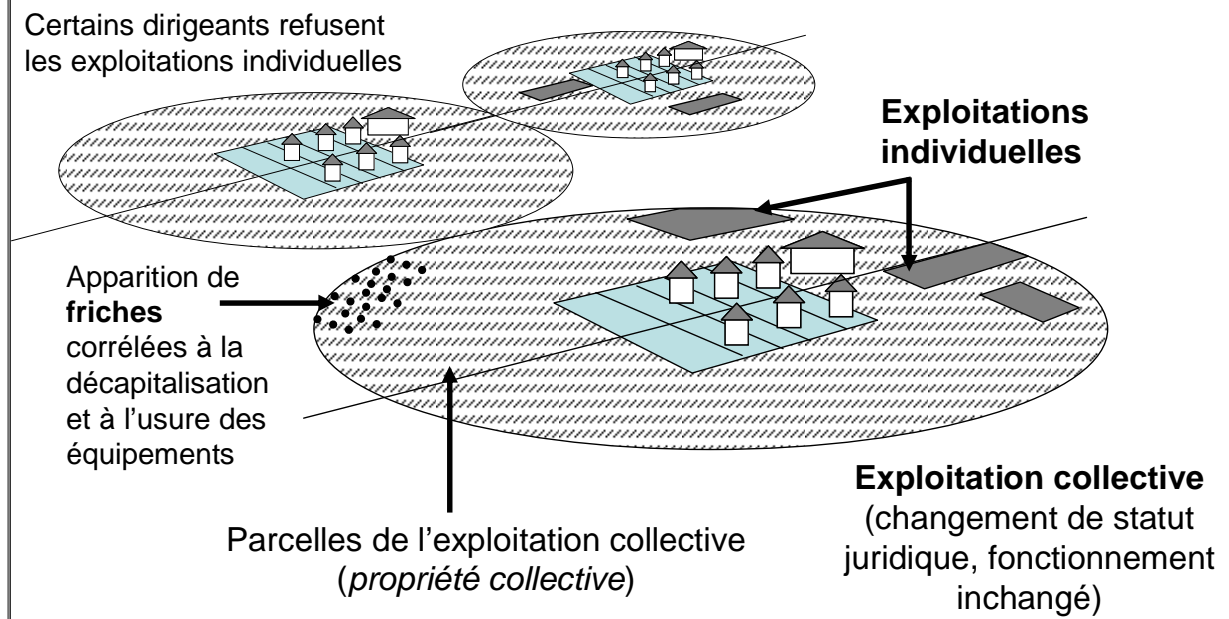 Certains dirigeants refusent
les exploitations individuelles
Exploitations
individuelles
Apparition de
friches
corrélées à la
décapitalisation
et à l’usure des
équipements
Parcelles de l’exploitation collective
(propriété collective)
Exploitation collective
(changement de statut
juridique, fonctionnement
inchangé)